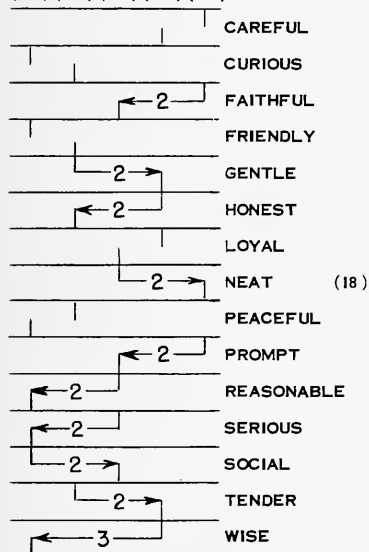 CAREFUL
CURIOUS
2 FAITHFUL
FRIENDLY
2 GENTLE
2 HONEST
LOYAL
2 NEAT (18)
PEACEFUL
2 PROMPT
2 REASONABLE
2 SERIOUS
2 SOCIAL
2 TENDER
3 WISE